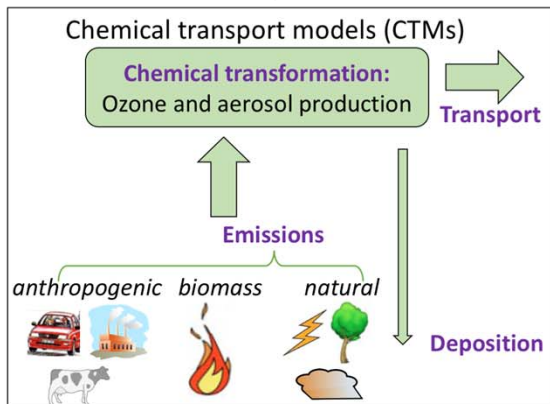 Chemical transport models (CTMs)
Chemical transformation:
Ozone and aerosol production
Transport
Emissions
anthropogenic biomass natural
Deposition